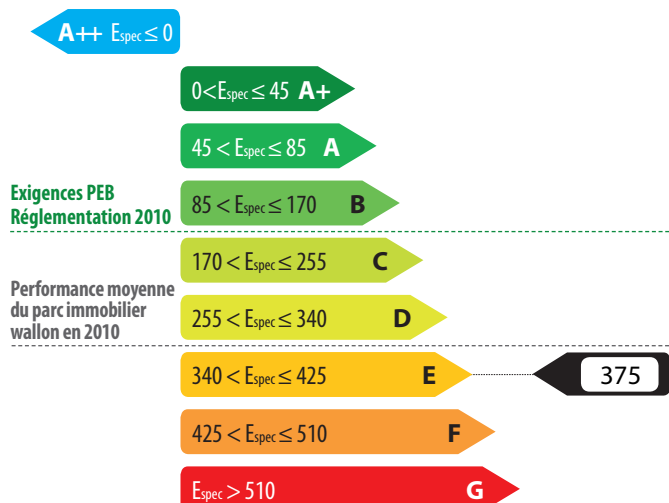 A++ Espec ≤ 0
0<Espec ≤ 45 A+
45 < Espec ≤ 85 A
Exigences PEB
Réglementation 2010
85 < Espec ≤ 170 B
170 < Espec ≤ 255 C
Performance moyenne
du parc immobilier
wallon en 2010
255 < Espec ≤ 340 D
340 < Espec ≤ 425 E
375
425 < Espec ≤ 510 F
Espec > 510 G